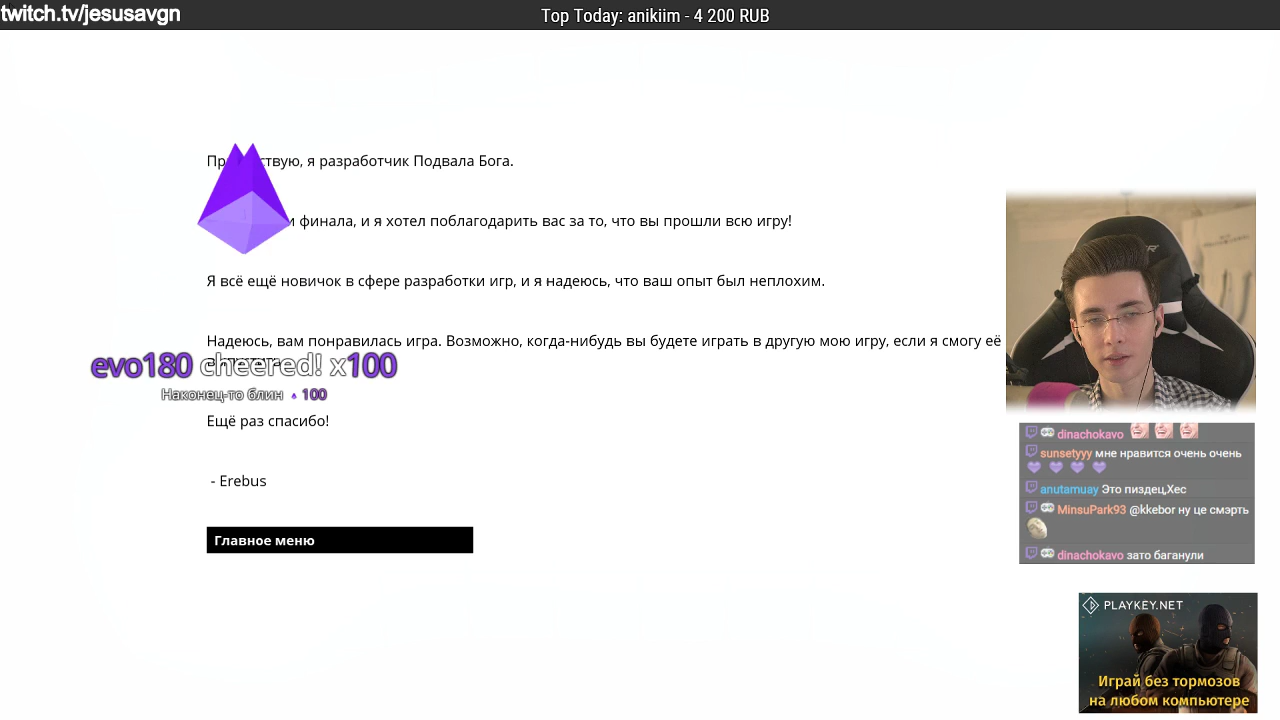 twitch.tv/jesusavgn
Top Today: anikiim - 4 200 RUB
я разработчик Подвала Бога.
финала, и я хотел поблагодарить вас за то, что вы прошли всю игру!
Я всё ещё новичок в сфере разработки игр, и я надеюсь, что ваш опыт был неплохим.
Надеюсь, вам понравилась игра. Возможно, когда-нибудь вы будете играть в другую мою игру, если я смогу её
evo180 cheered! x100
Наконец-то блин 100
Ещё раз спасибо!
- Erebus
Главное меню
dinachokavo
sunsetyyy мне нравится очень очень
anutamuay Это пиздец,Хес
MinsuPark93 @kkebor ну це смэрть
dinachokavo зато баганули
PLAYKEY.NET
Играй без тормозов
на любом компьютере